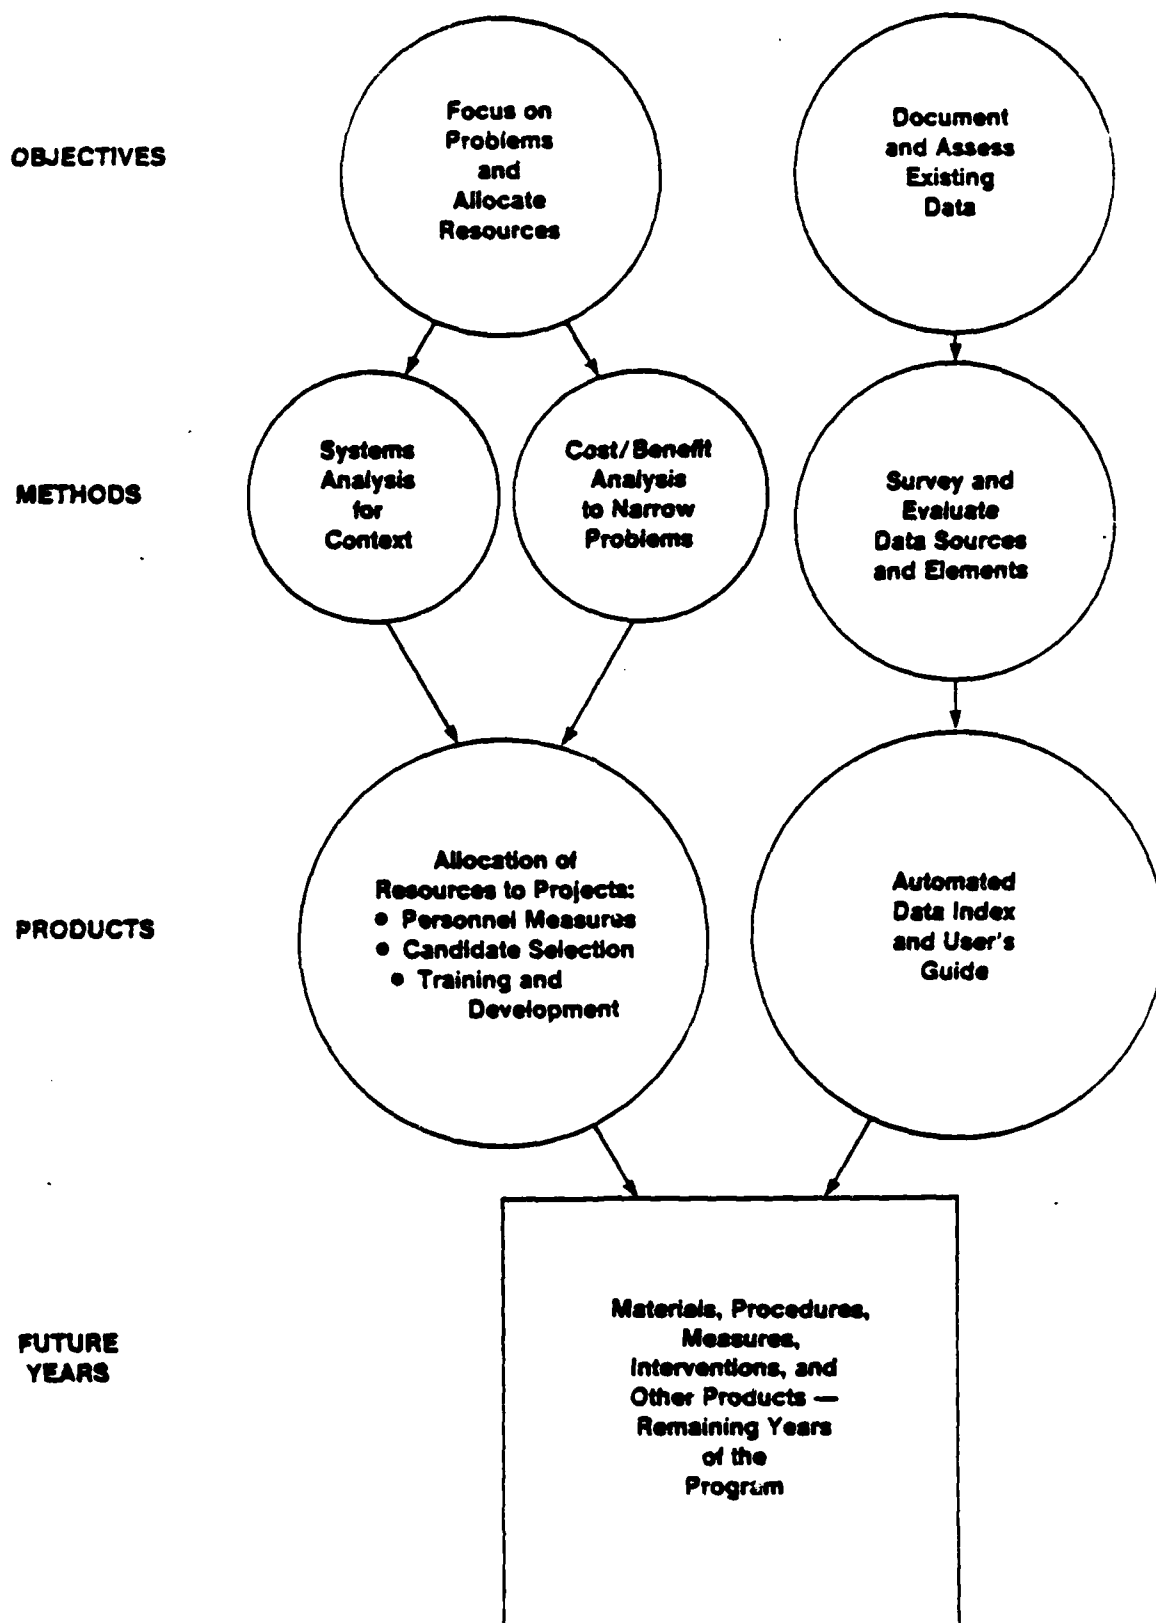 OBJECTIVES
Focus on
Problems
and
Allocate
Resources
Document
and Assess
Existing
Data
METHODS
Systems
Analysis
for
Context
Cost/Benefit
Analysis
to Narrow
Problems
Survey and
Evaluate
Data Sources
and Elements
PRODUCTS
Allocation of
Resources to Projects:
• Personnel Measures
• Candidate Selection
• Training and
Development
Automated
Data Index
and User's
Guide
FUTURE
YEARS
Materials, Procedures,
Measures,
Interventions, and
Other Products —
Remaining Years
of the
Program